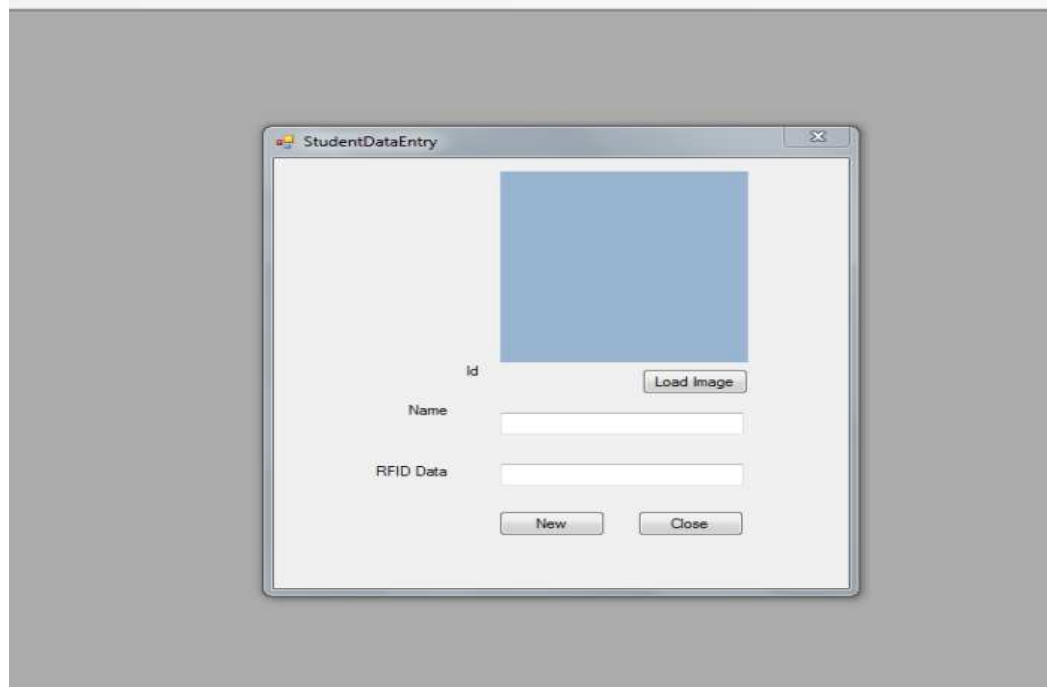 StudentDataEntry
Id
Load Image
Name
RFID Data
New Close